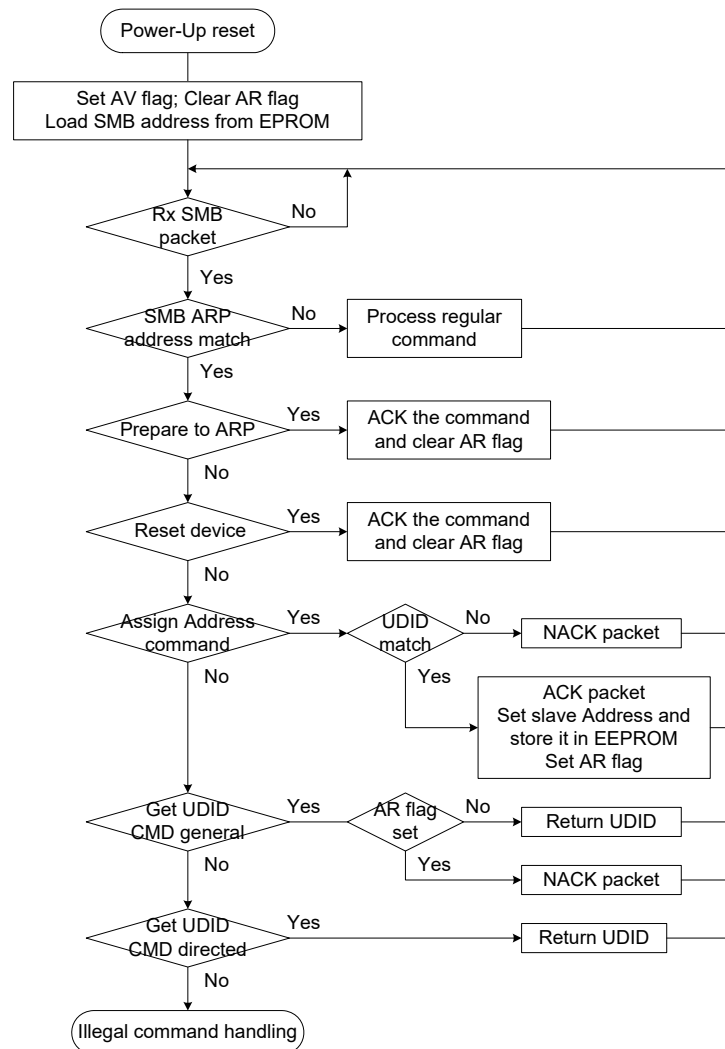 Power-Up reset
Set AV flag; Clear AR flag
Load SMB address from EPROM
Rx SMB
packet
No
Yes
SMB ARP
address match
No
Process regular
command
Yes
Prepare to ARP
Yes
ACK the command
and clear AR flag
No
Reset device
Yes
ACK the command
and clear AR flag
No
Assign Address
command
Yes
UDID
match
No
NACK packet
No
Yes
ACK packet
Set slave Address and
store it in EEPROM
Set AR flag
Get UDID
CMD general
Yes
AR flag
set
No
Return UDID
No
Yes
NACK packet
Get UDID
CMD directed
Yes
Return UDID
No
Illegal command handling